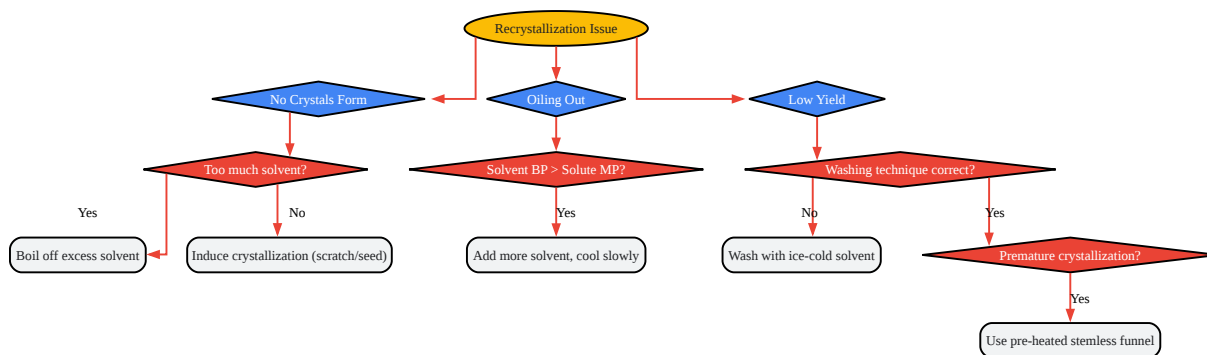 Recrystallization Issue
No Crystals Form
Oiling Out
Low Yield
Too much solvent?
Solvent BP > Solute MP?
Washing technique correct?
Yes
No
Yes
No
Yes
Boil off excess solvent
Induce crystallization (scratch/seed)
Add more solvent, cool slowly
Wash with ice-cold solvent
Premature crystallization?
Yes
Use pre-heated stemless funnel